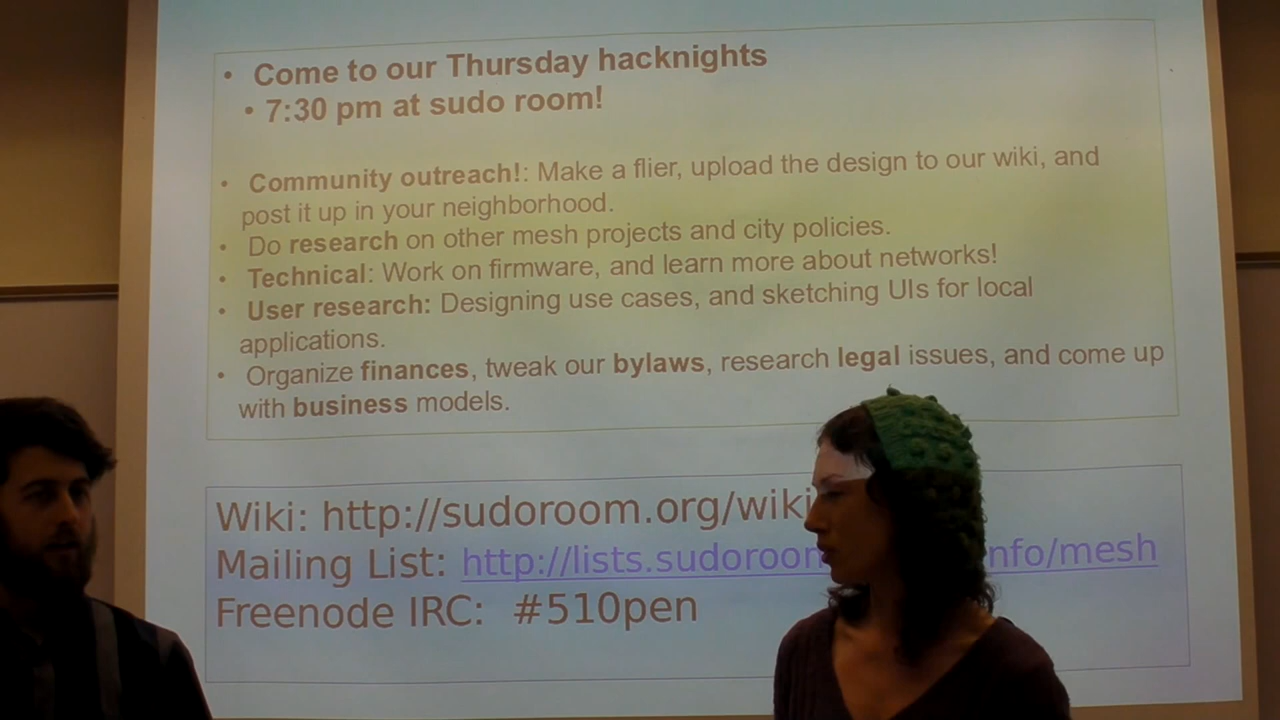 • Come to our Thursday hacknights
• 7:30 pm at sudo room!
• Community outreach!: Make a flier, upload the design to our wiki, and
post it up in your neighborhood.
• Do research on other mesh projects and city policies.
• Technical: Work on firmware, and learn more about networks!
• User research: Designing use cases, and sketching UIs for local
applications.
• Organize finances, tweak our bylaws, research legal issues, and come up
with business models.
Wiki: http://sudoroom.org/wiki
Mailing List: http://lists.sudoroom nfo/mesh
Freenode IRC: #510pen